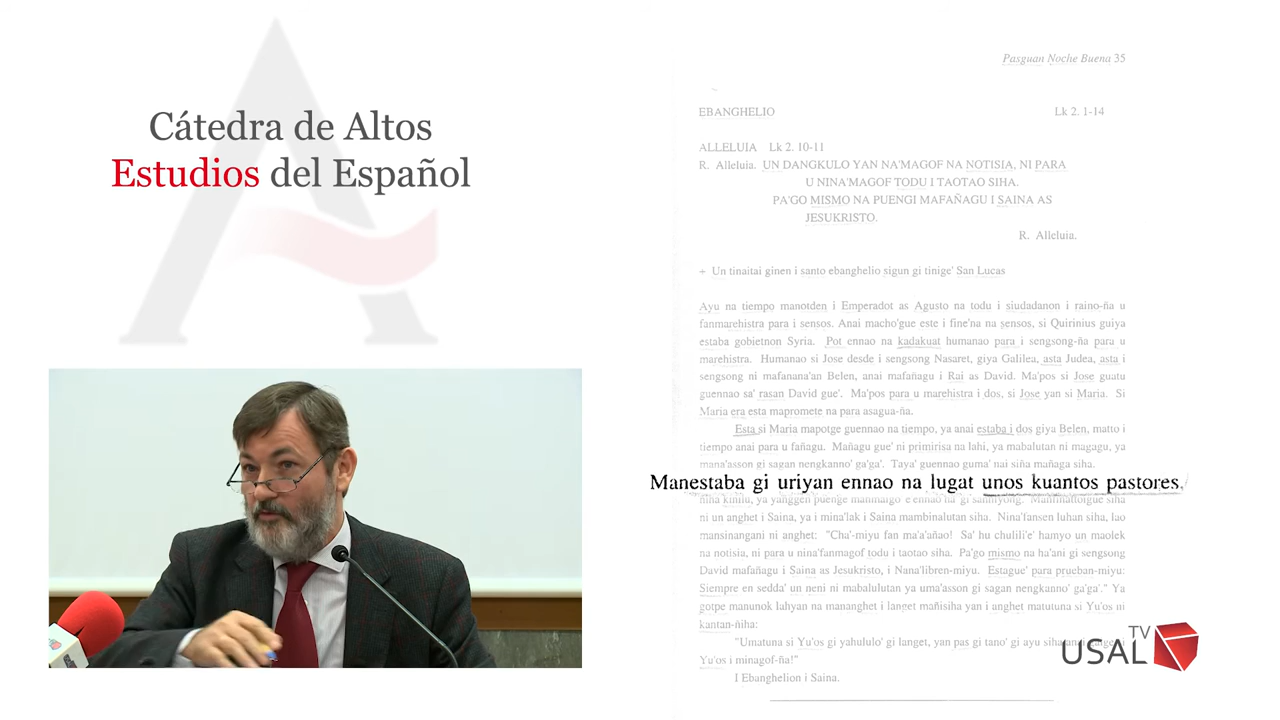 Cátedra de Altos
Estudios del Español
Pasguan Noche Buena 35
EBANGHELIO Lk 2. 1-14
ALLELUIA Lk 2. 10-11
R. Alleluia. UN DANGKULO YAN NA'MAGOF NA NOTISIA, NI PARA
U NINA'MAGOF TODU I TAOTAO SIHA.
PA'GO MISMO NA PUENGI MAFAÑAGU I SAINA AS
JESUKRISTO.
R. Alleluia.
+ Un tinaitai ginen i santo ebanghelio sigun gi tinige' San Lucas
Ayu na tiempo manotden i Emperadot as Agusto na todu i siudadanon i raino-ña u
fanmarehistra para i sensos. Anai macho'gue este i fine'na na sensos, si Quirinius guiya
estaba gobietnon Syria. Pot ennao na kadakuat humanao para i sengsong-ña para u
marehistra. Humanao si Jose desde i sengsong Nasaret, giya Galilea, asta Judea, asta i
sengsong ni mafanana'an Belen, anai mafañagu i Rai as David. Ma'pos si Jose guatu
guennao sa' rasan David gue'. Ma'pos para u marehistra i dos, si Jose yan si Maria. Si
Maria era esta mapromete na para asagua-ña.
Esta si Maria mapotge guennao na tiempo, ya anai estaba i dos giya Belen, matto i
tiempo anai para u fañagu. Mañagu gue' ni primirisa na lahi, ya mabalutan ni magagu, ya
mana'asson gi sagan nengkanno' ga'ga'. Taya' guennao guma' nai siña mañaga siha.
Manestaba gi uriyan ennao na lugat unos kuantos pastores,
ni un anghet i Saina, ya i mina'lak i Saina mambinalutan siha. Nina'fansen luhan siha, lao
mansinangani ni anghet: "Cha'-miyu fan ma'a'añao! Sa' hu chulili'e' hamyo un maolek
na notisia, ni para u nina'fanmagof todu i taotao siha. Pa'go mismo na ha'ani gi sengsong
David mafañagu i Saina as Jesukristo, i Nana'libren-miyu. Estague' para prueban-miyu:
Siempre en sedda' un neni ni mabalulutan ya uma'asson gi sagan nengkanno' ga'ga'." Ya
gotpe manunok lahyan na mananghet i langet mañisiha yan i anghet matutuna si Yu'os ni
kantan-ñiha:
"Umatuna si Yu'os gi yahululo' gi langet, yan pas gi tano' gi ayu siha
Yu'os i minagof-ña!"
I Ebanghelion i Saina.
USAL TV